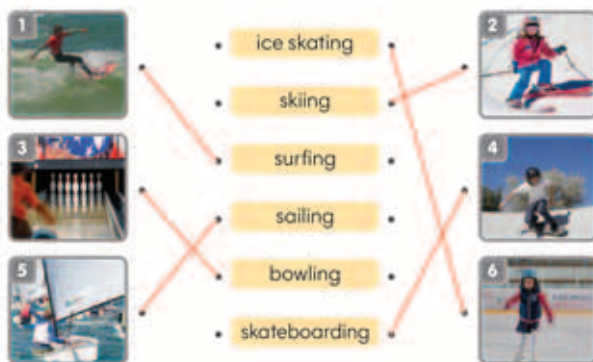 1
ice skating
2
skiing
3
surfing
4
sailing
5
bowling
6
skateboarding